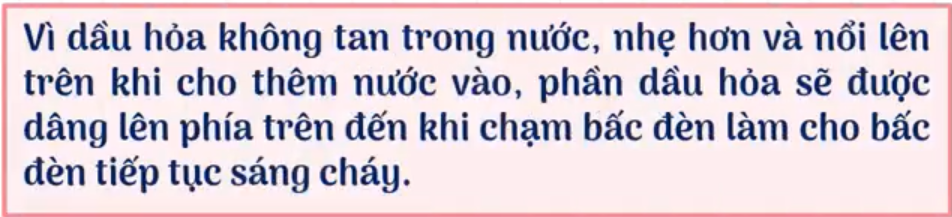 Vì dầu hỏa không tan trong nước, nhẹ hơn và nổi lên
trên khi cho thêm nước vào, phần dầu hỏa sẽ được
dâng lên phía trên đến khi chạm bấc đèn làm cho bấc
đèn tiếp tục sáng cháy.